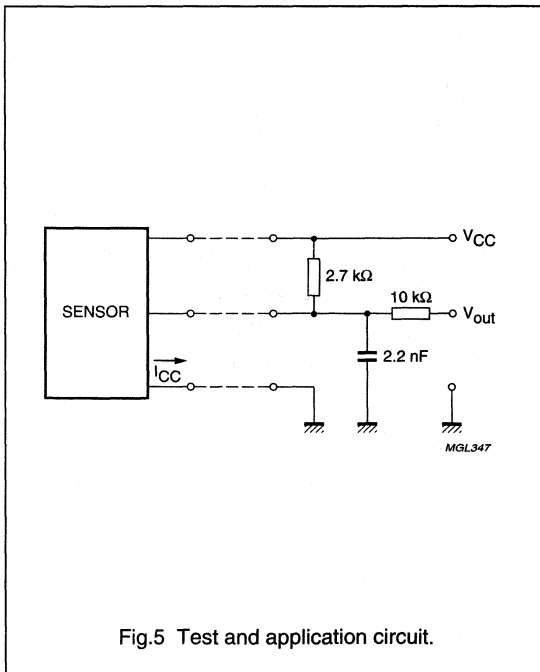 V_CC
2.7 kΩ
10 kΩ
SENSOR
V_out
2.2 nF
I_CC
MGL347
Fig.5 Test and application circuit.